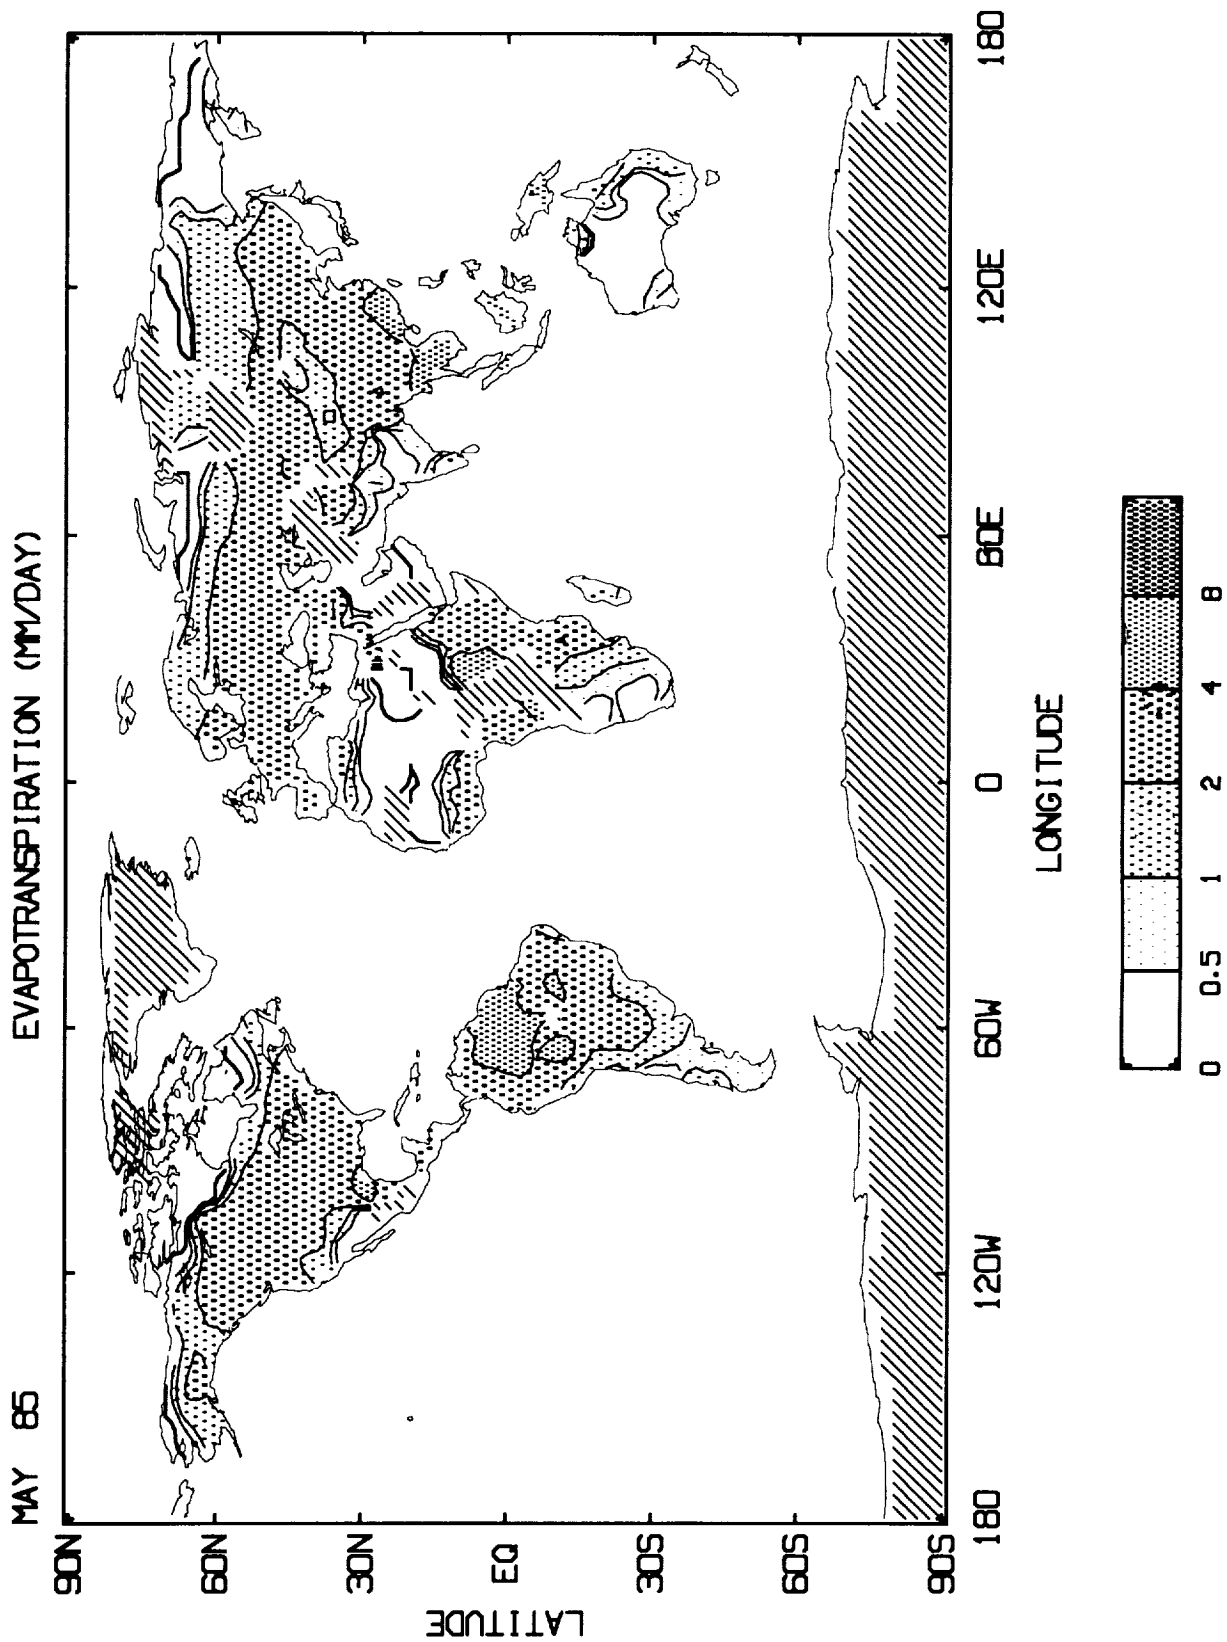 MAY 85 EVAPOTRANSPIRATION (MM/DAY)
90N
60N
30N
EQ
30S
60S
90S
LATITUDE
180 120W 60W 0 60E 120E 180
LONGITUDE
0 0.5 1 2 4 8